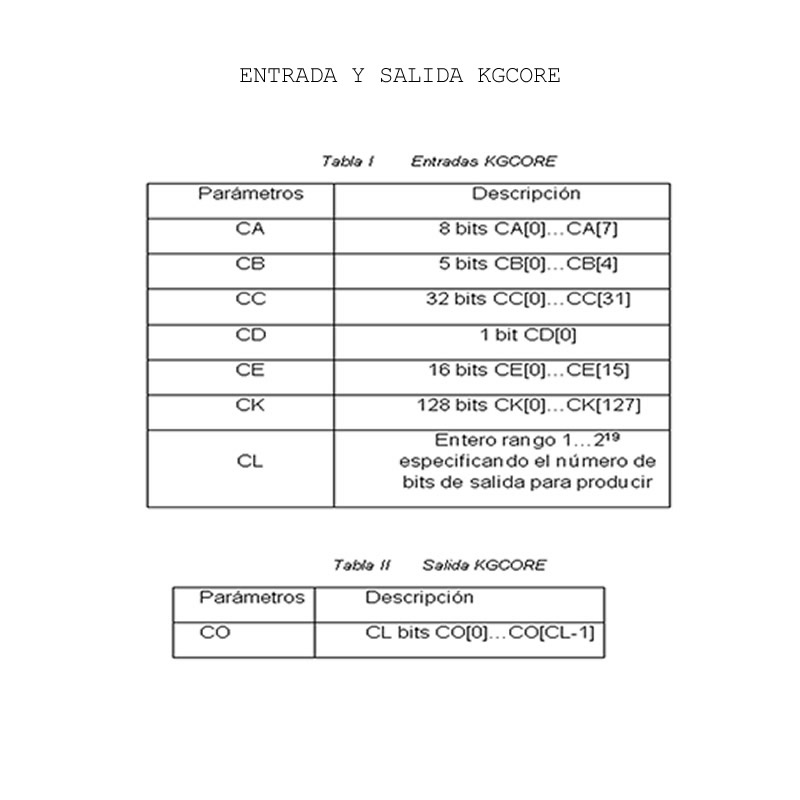 ENTRADA Y SALIDA KGCORE
Tabla I Entradas KGCORE
Parámetros Descripción
CA 8 bits CA[0]...CA[7]
CB 5 bits CB[0]...CB[4]
CC 32 bits CC[0]...CC[31]
CD 1 bit CD[0]
CE 16 bits CE[0]...CE[15]
CK 128 bits CK[0]...CK[127]
Entero rango 1...2¹⁹
CL especificando el número de
bits de salida para producir
Tabla II Salida KGCORE
Parámetros Descripción
CO CL bits CO[0]...CO[CL-1]